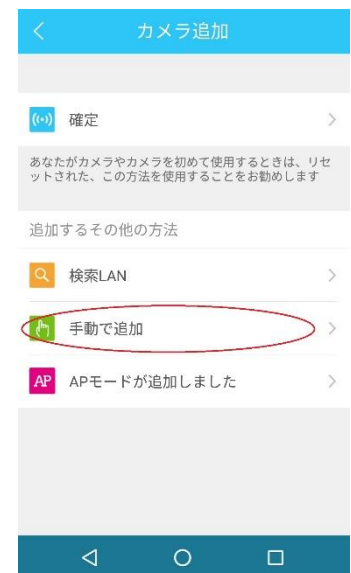 カメラ追加
確定
あなたがカメラやカメラを初めて使用するときは、リセ
ットされた、この方法を使用することをお勧めします
追加するその他の方法
検索LAN
手動で追加
AP APモードが追加しました